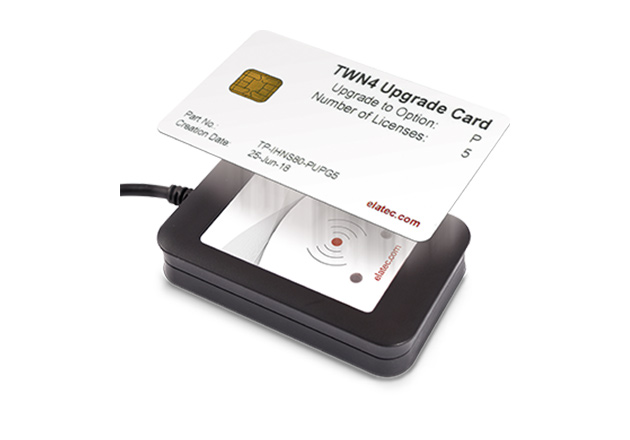 TWN4 Upgrade Card
Upgrade to Option: P
Number of Licenses: 5
Part No.: TP-IHNS80-PUPG5
Creation Date: 25-Jun-18
elatec.com
elatec.com